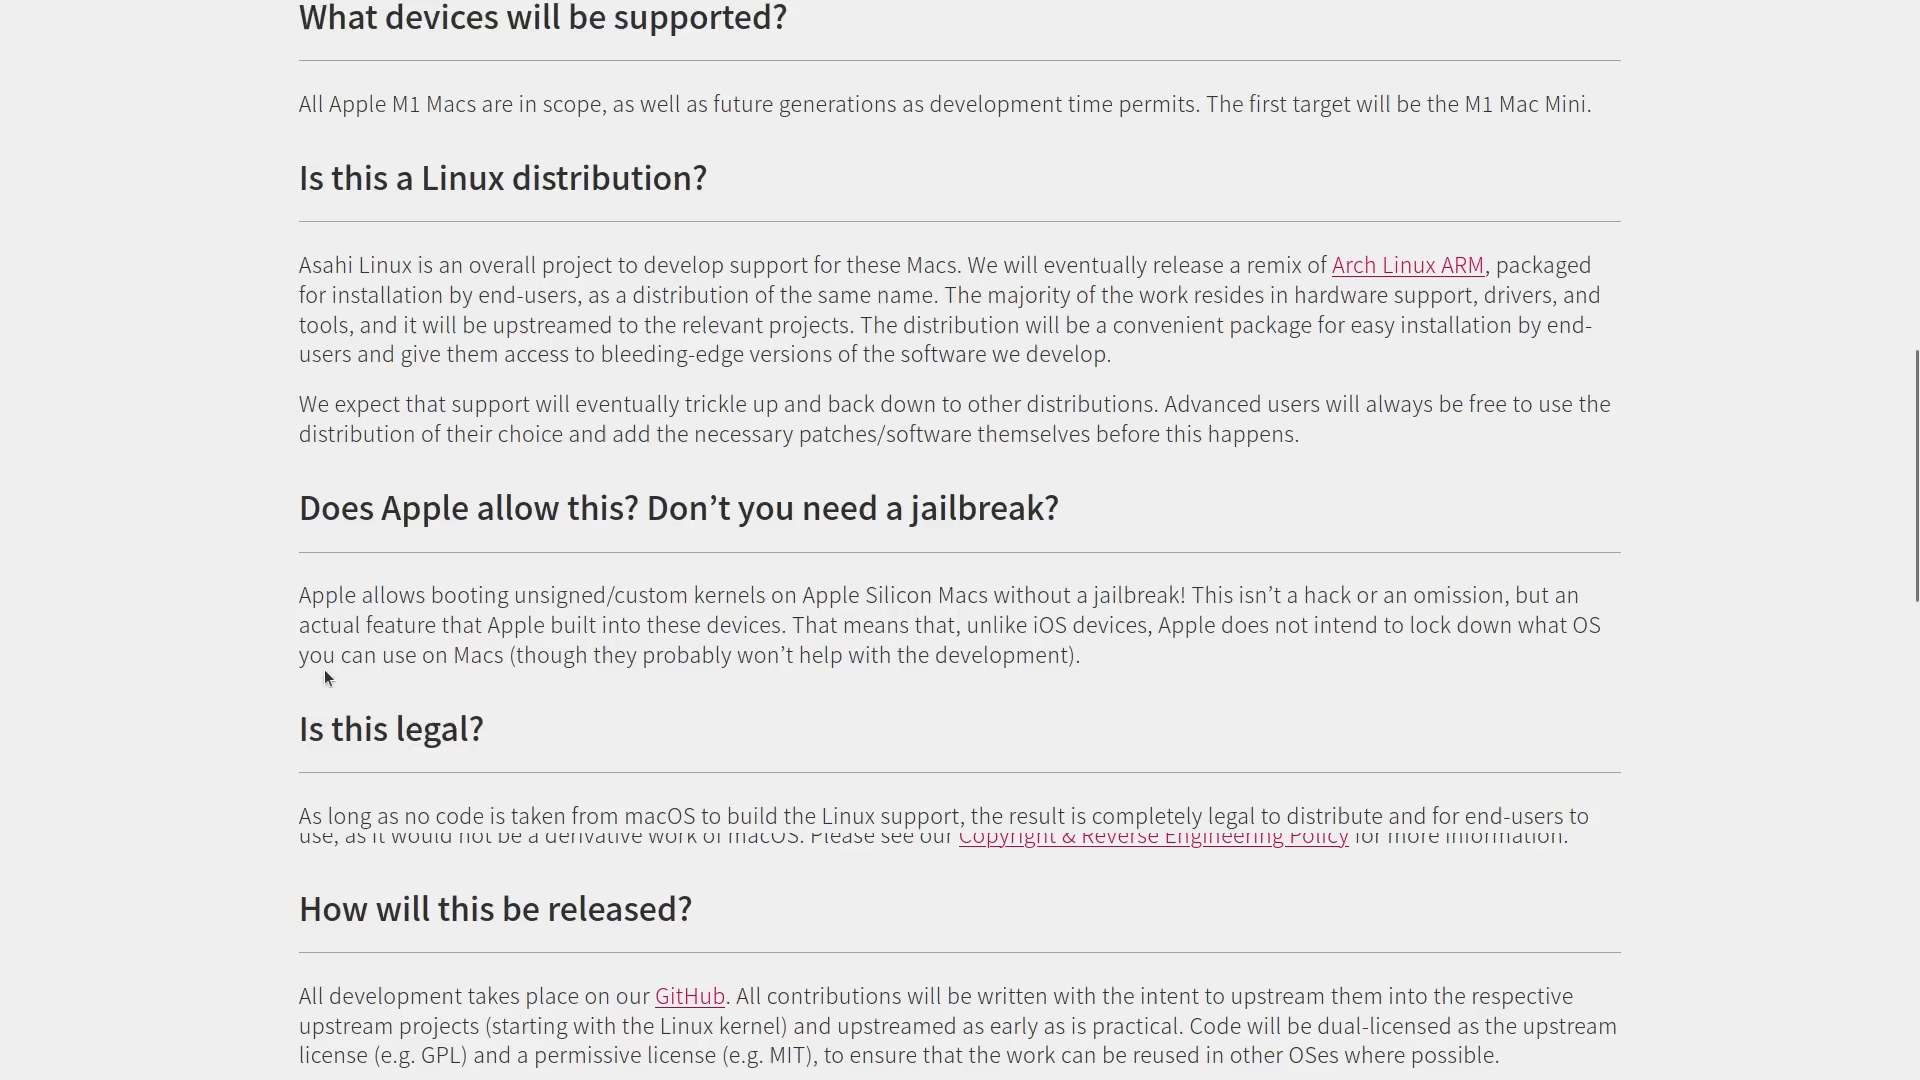 What devices will be supported?
All Apple M1 Macs are in scope, as well as future generations as development time permits. The first target will be the M1 Mac Mini.
Is this a Linux distribution?
Asahi Linux is an overall project to develop support for these Macs. We will eventually release a remix of Arch Linux ARM, packaged
for installation by end-users, as a distribution of the same name. The majority of the work resides in hardware support, drivers, and
tools, and it will be upstreamed to the relevant projects. The distribution will be a convenient package for easy installation by end-
users and give them access to bleeding-edge versions of the software we develop.
We expect that support will eventually trickle up and back down to other distributions. Advanced users will always be free to use the
distribution of their choice and add the necessary patches/software themselves before this happens.
Does Apple allow this? Don’t you need a jailbreak?
Apple allows booting unsigned/custom kernels on Apple Silicon Macs without a jailbreak! This isn’t a hack or an omission, but an
actual feature that Apple built into these devices. That means that, unlike iOS devices, Apple does not intend to lock down what OS
you can use on Macs (though they probably won’t help with the development).
Is this legal?
As long as no code is taken from macOS to build the Linux support, the result is completely legal to distribute and for end-users to
use, as it would not be a derivative work of macOS. Please see our Copyright & Reverse Engineering Policy for more information.
How will this be released?
All development takes place on our GitHub. All contributions will be written with the intent to upstream them into the respective
upstream projects (starting with the Linux kernel) and upstreamed as early as is practical. Code will be dual-licensed as the upstream
license (e.g. GPL) and a permissive license (e.g. MIT), to ensure that the work can be reused in other OSes where possible.